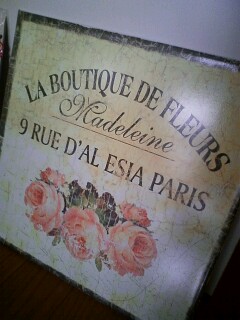 LA BOUTIQUE DE FLEURS
Madeleine
9 RUE D'AL ESIA PARIS